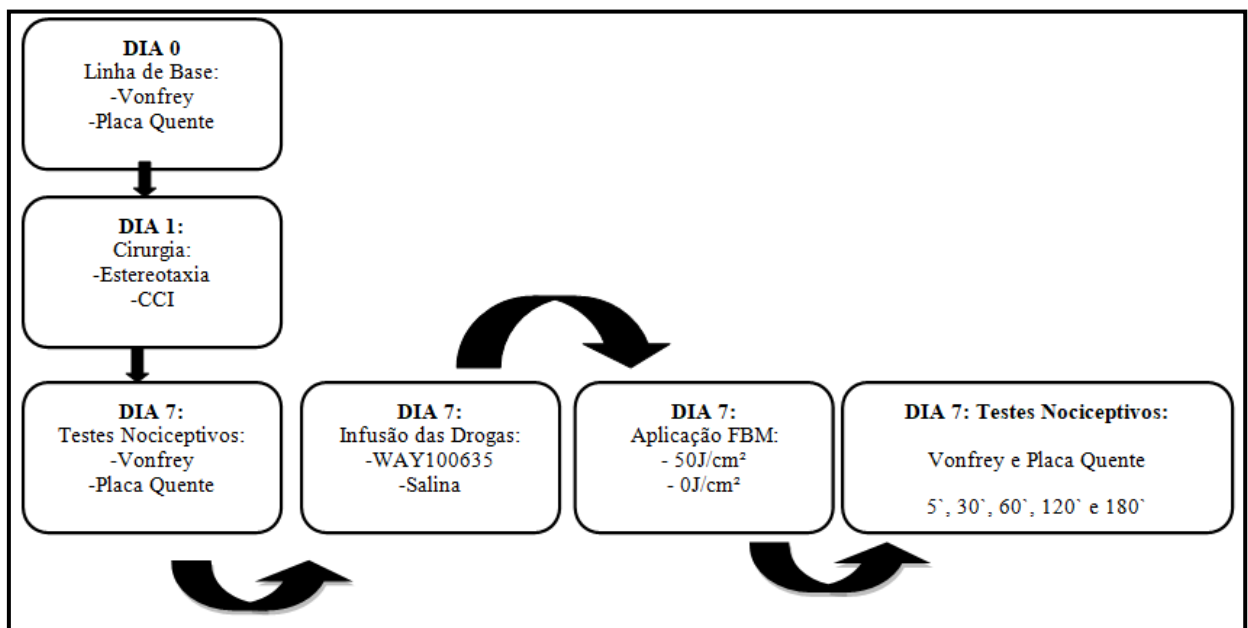 DIA 0
Linha de Base:
-Vonfrey
-Placa Quente
DIA 1:
Cirurgia:
-Estereotaxia
-CCI
DIA 7:
Testes Nociceptivos:
-Vonfrey
-Placa Quente
DIA 7:
Infusão das Drogas:
-WAY100635
-Salina
DIA 7:
Aplicação FBM:
- 50J/cm²
- 0J/cm²
DIA 7: Testes Nociceptivos:
Vonfrey e Placa Quente
5`, 30`, 60`, 120` e 180`